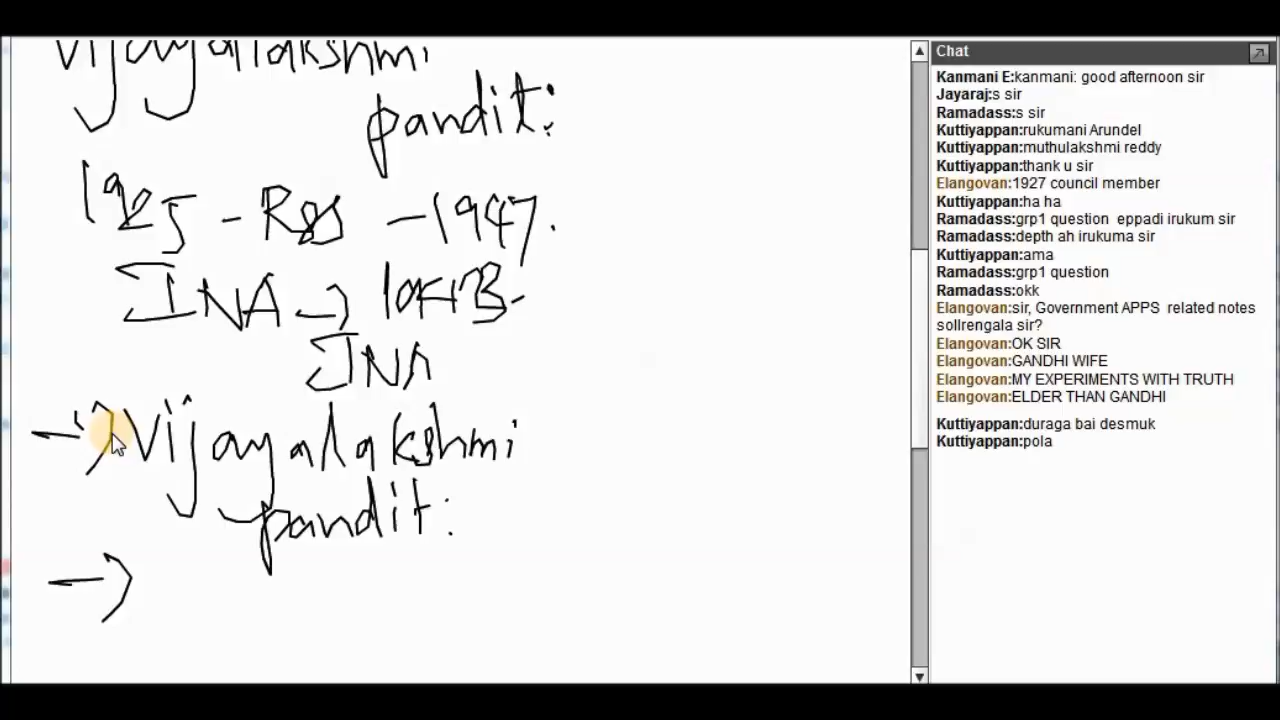 Vijayallakshmi
pandit:
1925 - RSS - 1947.
INA → 1943-
INA
→ Vijayalakshmi
pandit:
→
Chat
Kanmani E:kanmani: good afternoon sir
Jayaraj:s sir
Ramadass:s sir
Kuttiyappan:rukumani Arundel
Kuttiyappan:muthulakshmi reddy
Kuttiyappan:thank u sir
Elangovan:1927 council member
Kuttiyappan:ha ha
Ramadass:grp1 question eppadi irukum sir
Ramadass:depth ah irukuma sir
Kuttiyappan:ama
Ramadass:grp1 question
Ramadass:okk
Elangovan:sir, Government APPS related notes
sollrengala sir?
Elangovan:OK SIR
Elangovan:GANDHI WIFE
Elangovan:MY EXPERIMENTS WITH TRUTH
Elangovan:ELDER THAN GANDHI
Kuttiyappan:duraga bai desmuk
Kuttiyappan:pola